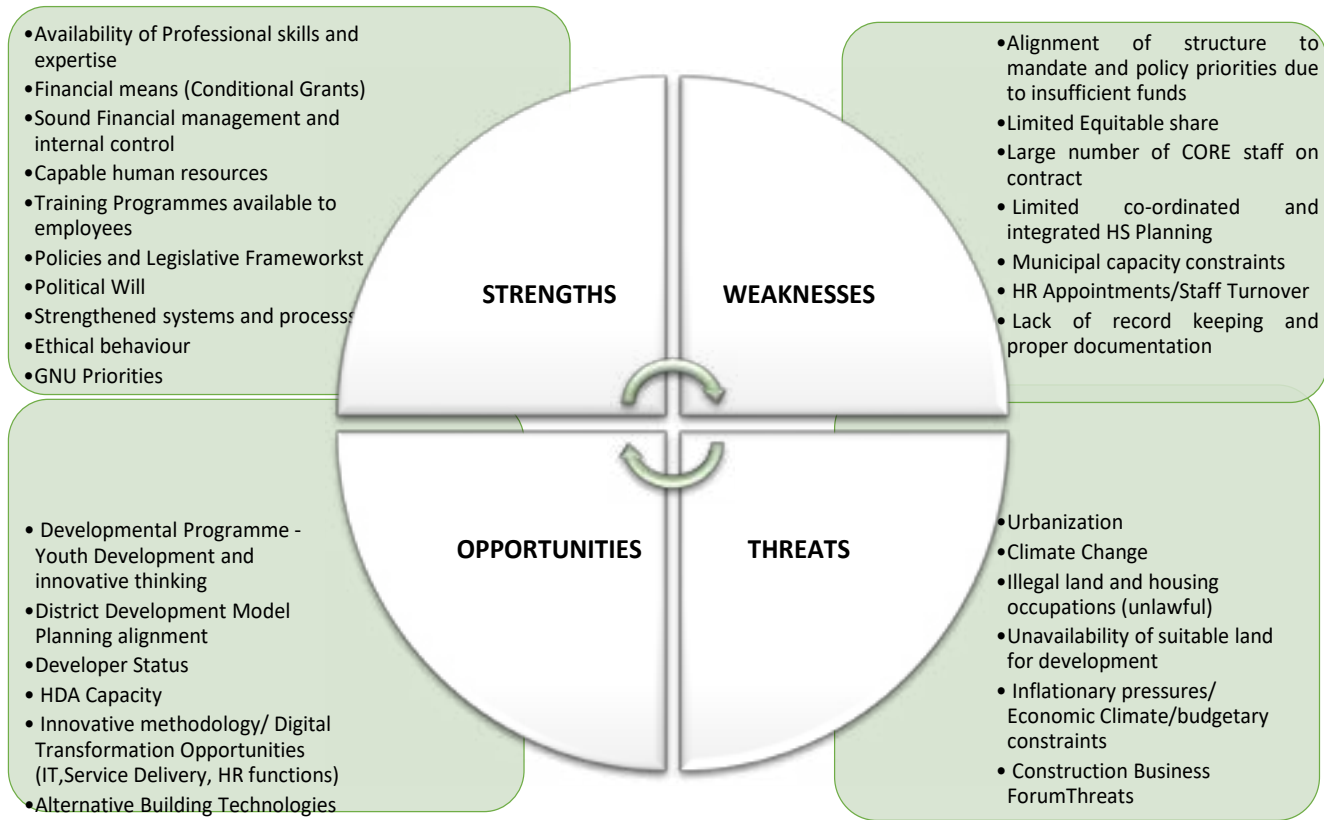 •Availability of Professional skills and
expertise
•Financial means (Conditional Grants)
•Sound Financial management and
internal control
•Capable human resources
•Training Programmes available to
employees
•Policies and Legislative Frameworkst
•Political Will
•Strengthened systems and processs
•Ethical behaviour
•GNU Priorities
STRENGTHS
•Alignment of structure to
mandate and policy priorities due
to insufficient funds
•Limited Equitable share
•Large number of CORE staff on
contract
• Limited co-ordinated and
integrated HS Planning
• Municipal capacity constraints
• HR Appointments/Staff Turnover
• Lack of record keeping and
proper documentation
WEAKNESSES
• Developmental Programme -
Youth Development and
innovative thinking
•District Development Model
Planning alignment
•Developer Status
• HDA Capacity
• Innovative methodology/ Digital
Transformation Opportunities
(IT,Service Delivery, HR functions)
•Alternative Building Technologies
OPPORTUNITIES
•Urbanization
•Climate Change
•Illegal land and housing
occupations (unlawful)
•Unavailability of suitable land
for development
• Inflationary pressures/
Economic Climate/budgetary
constraints
• Construction Business
ForumThreats
THREATS